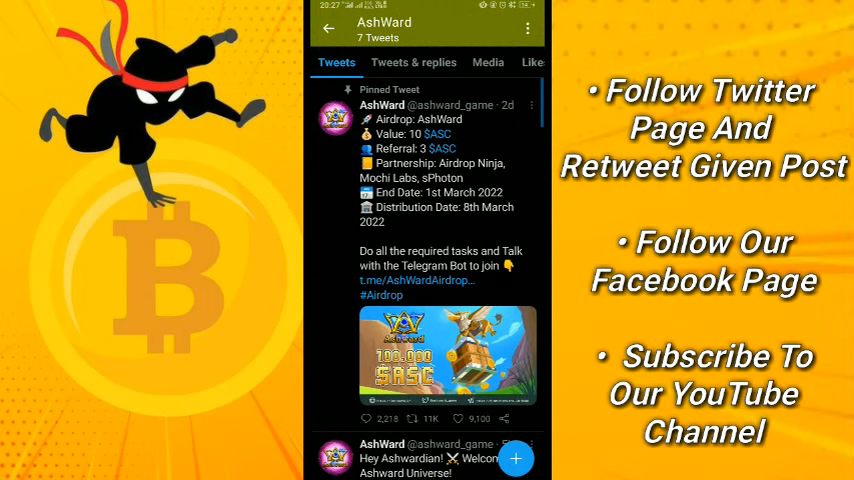 20:27
AshWard
7 Tweets
Tweets
Tweets & replies
Media
Like
Pinned Tweet
AshWard @ashward_game · 2d
Airdrop: AshWard
Value: 10 $ASC
Referral: 3 $ASC
Partnership: Airdrop Ninja,
Mochi Labs, sPhoton
End Date: 1st March 2022
Distribution Date: 8th March
2022
Do all the required tasks and Talk
with the Telegram Bot to join
t.me/AshWardAirdrop...
#Airdrop
AshWard
100.000
$ASC
2,218 11K 9,100
AshWard @ashward_game
Hey Ashwardian! Welcom
Ashward Universe!
• Follow Twitter
Page And
Retweet Given Post
• Follow Our
Facebook Page
• Subscribe To
Our YouTube
Channel